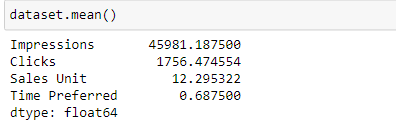 dataset.mean()
Impressions 45981.187500
Clicks 1756.474554
Sales Unit 12.295322
Time Preferred 0.687500
dtype: float64